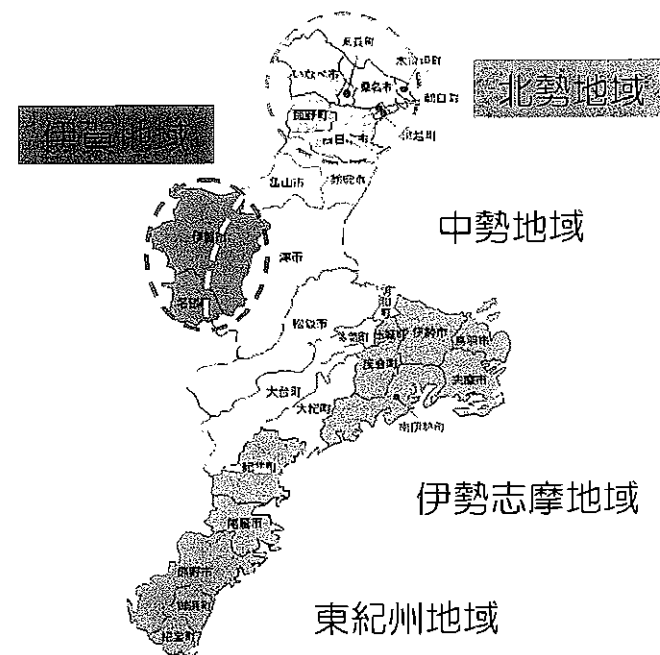 東員町
木曽岬町
いなべ市
桑名市
北勢地域
朝日町
菰野町
川越町
四日市市
伊賀地域
亀山市
鈴鹿市
伊賀市
中勢地域
津市
名張市
明和町
松阪市
多気町
玉城町
伊勢市
鳥羽市
度会町
志摩市
大台町
大紀町
南伊勢町
紀北町
伊勢志摩地域
尾鷲市
熊野市
御浜町
東紀州地域
紀宝町